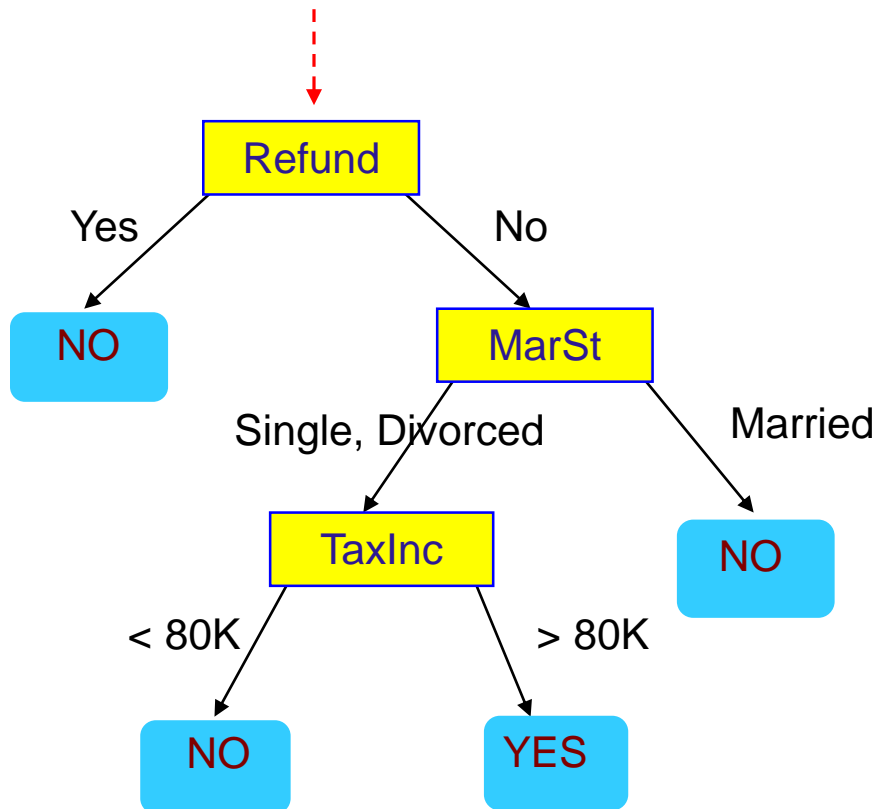 Refund
Yes
No
NO
MarSt
Single, Divorced
Married
TaxInc
NO
< 80K
> 80K
NO
YES